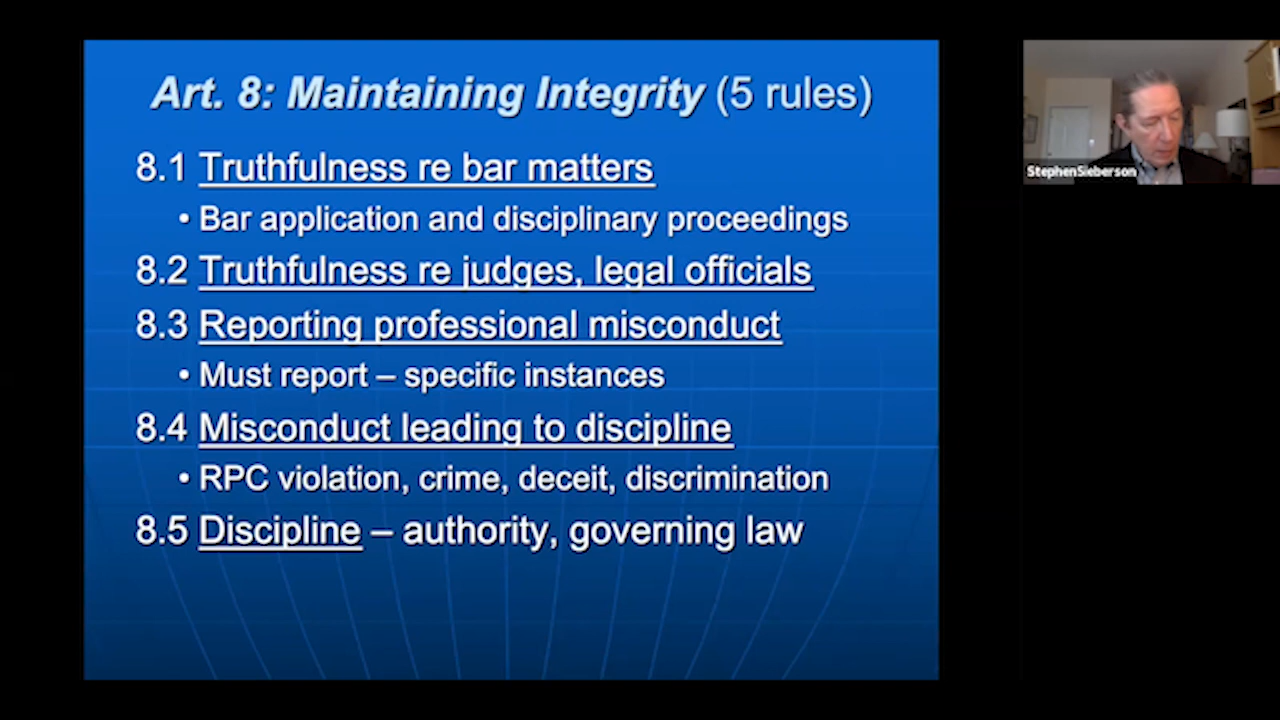 Art. 8: Maintaining Integrity (5 rules)
8.1 Truthfulness re bar matters
• Bar application and disciplinary proceedings
8.2 Truthfulness re judges, legal officials
8.3 Reporting professional misconduct
• Must report – specific instances
8.4 Misconduct leading to discipline
• RPC violation, crime, deceit, discrimination
8.5 Discipline – authority, governing law
StephenSieberson